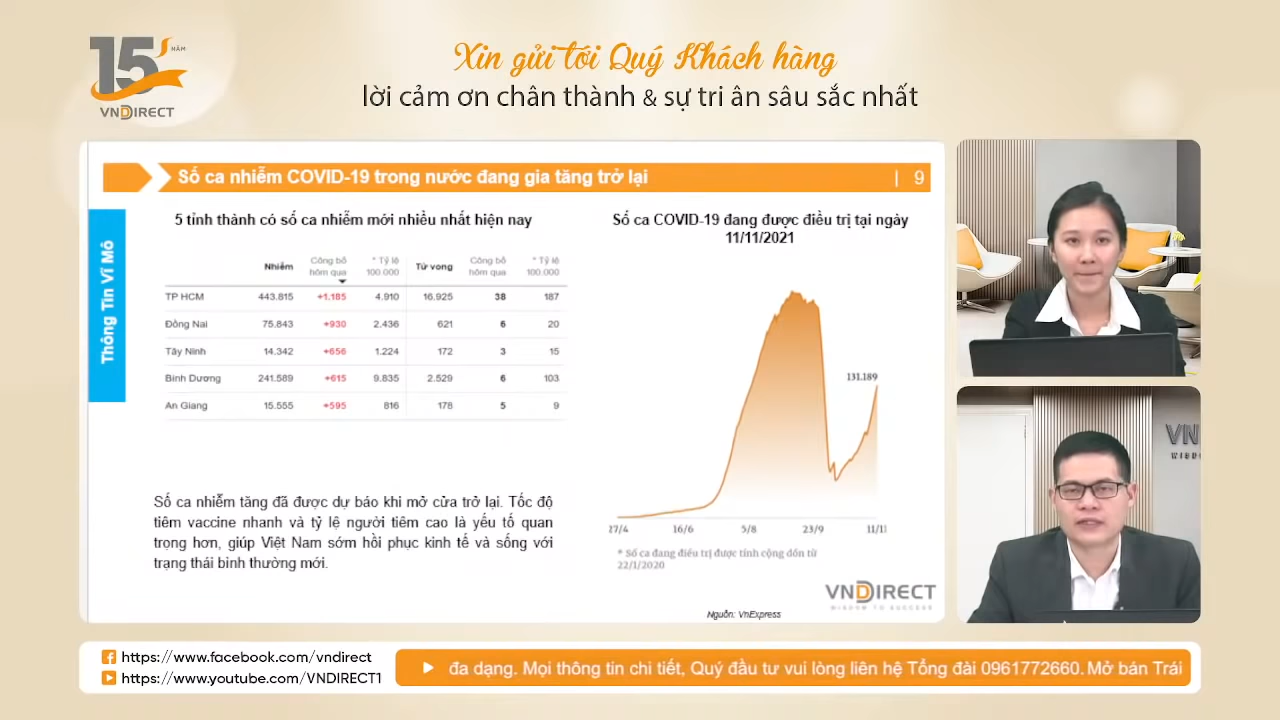 15 NĂM
VNDIRECT
Xin gửi tới Quý Khách hàng
lời cảm ơn chân thành & sự tri ân sâu sắc nhất
Số ca nhiễm COVID-19 trong nước đang gia tăng trở lại | 9
Thông Tin Vĩ Mô
5 tỉnh thành có số ca nhiễm mới nhiều nhất hiện nay
Nhiễm Công bố hôm qua * Tỷ lệ 100.000 Tử vong Công bố hôm qua * Tỷ lệ 100.000
TP HCM 443.815 +1.185 4.910 16.925 38 187
Đồng Nai 75.843 +930 2.436 621 6 20
Tây Ninh 14.342 +656 1.224 172 3 15
Bình Dương 241.589 +615 9.835 2.529 6 103
An Giang 15.555 +595 816 178 5 9
Số ca nhiễm tăng đã được dự báo khi mở cửa trở lại. Tốc độ
tiêm vaccine nhanh và tỷ lệ người tiêm cao là yếu tố quan
trọng hơn, giúp Việt Nam sớm hồi phục kinh tế và sống với
trạng thái bình thường mới.
Số ca COVID-19 đang được điều trị tại ngày
11/11/2021
131.189
27/4 16/6 5/8 23/9 11/11
* Số ca đang điều trị được tính cộng dồn từ
22/1/2020
VNDIRECT
WISDOM TO SUCCESS
Nguồn: VnExpress
VN
WISDO
https://www.facebook.com/vndirect
https://www.youtube.com/VNDIRECT1
đa dạng. Mọi thông tin chi tiết, Quý đầu tư vui lòng liên hệ Tổng đài 0961772660. Mở bán Trái